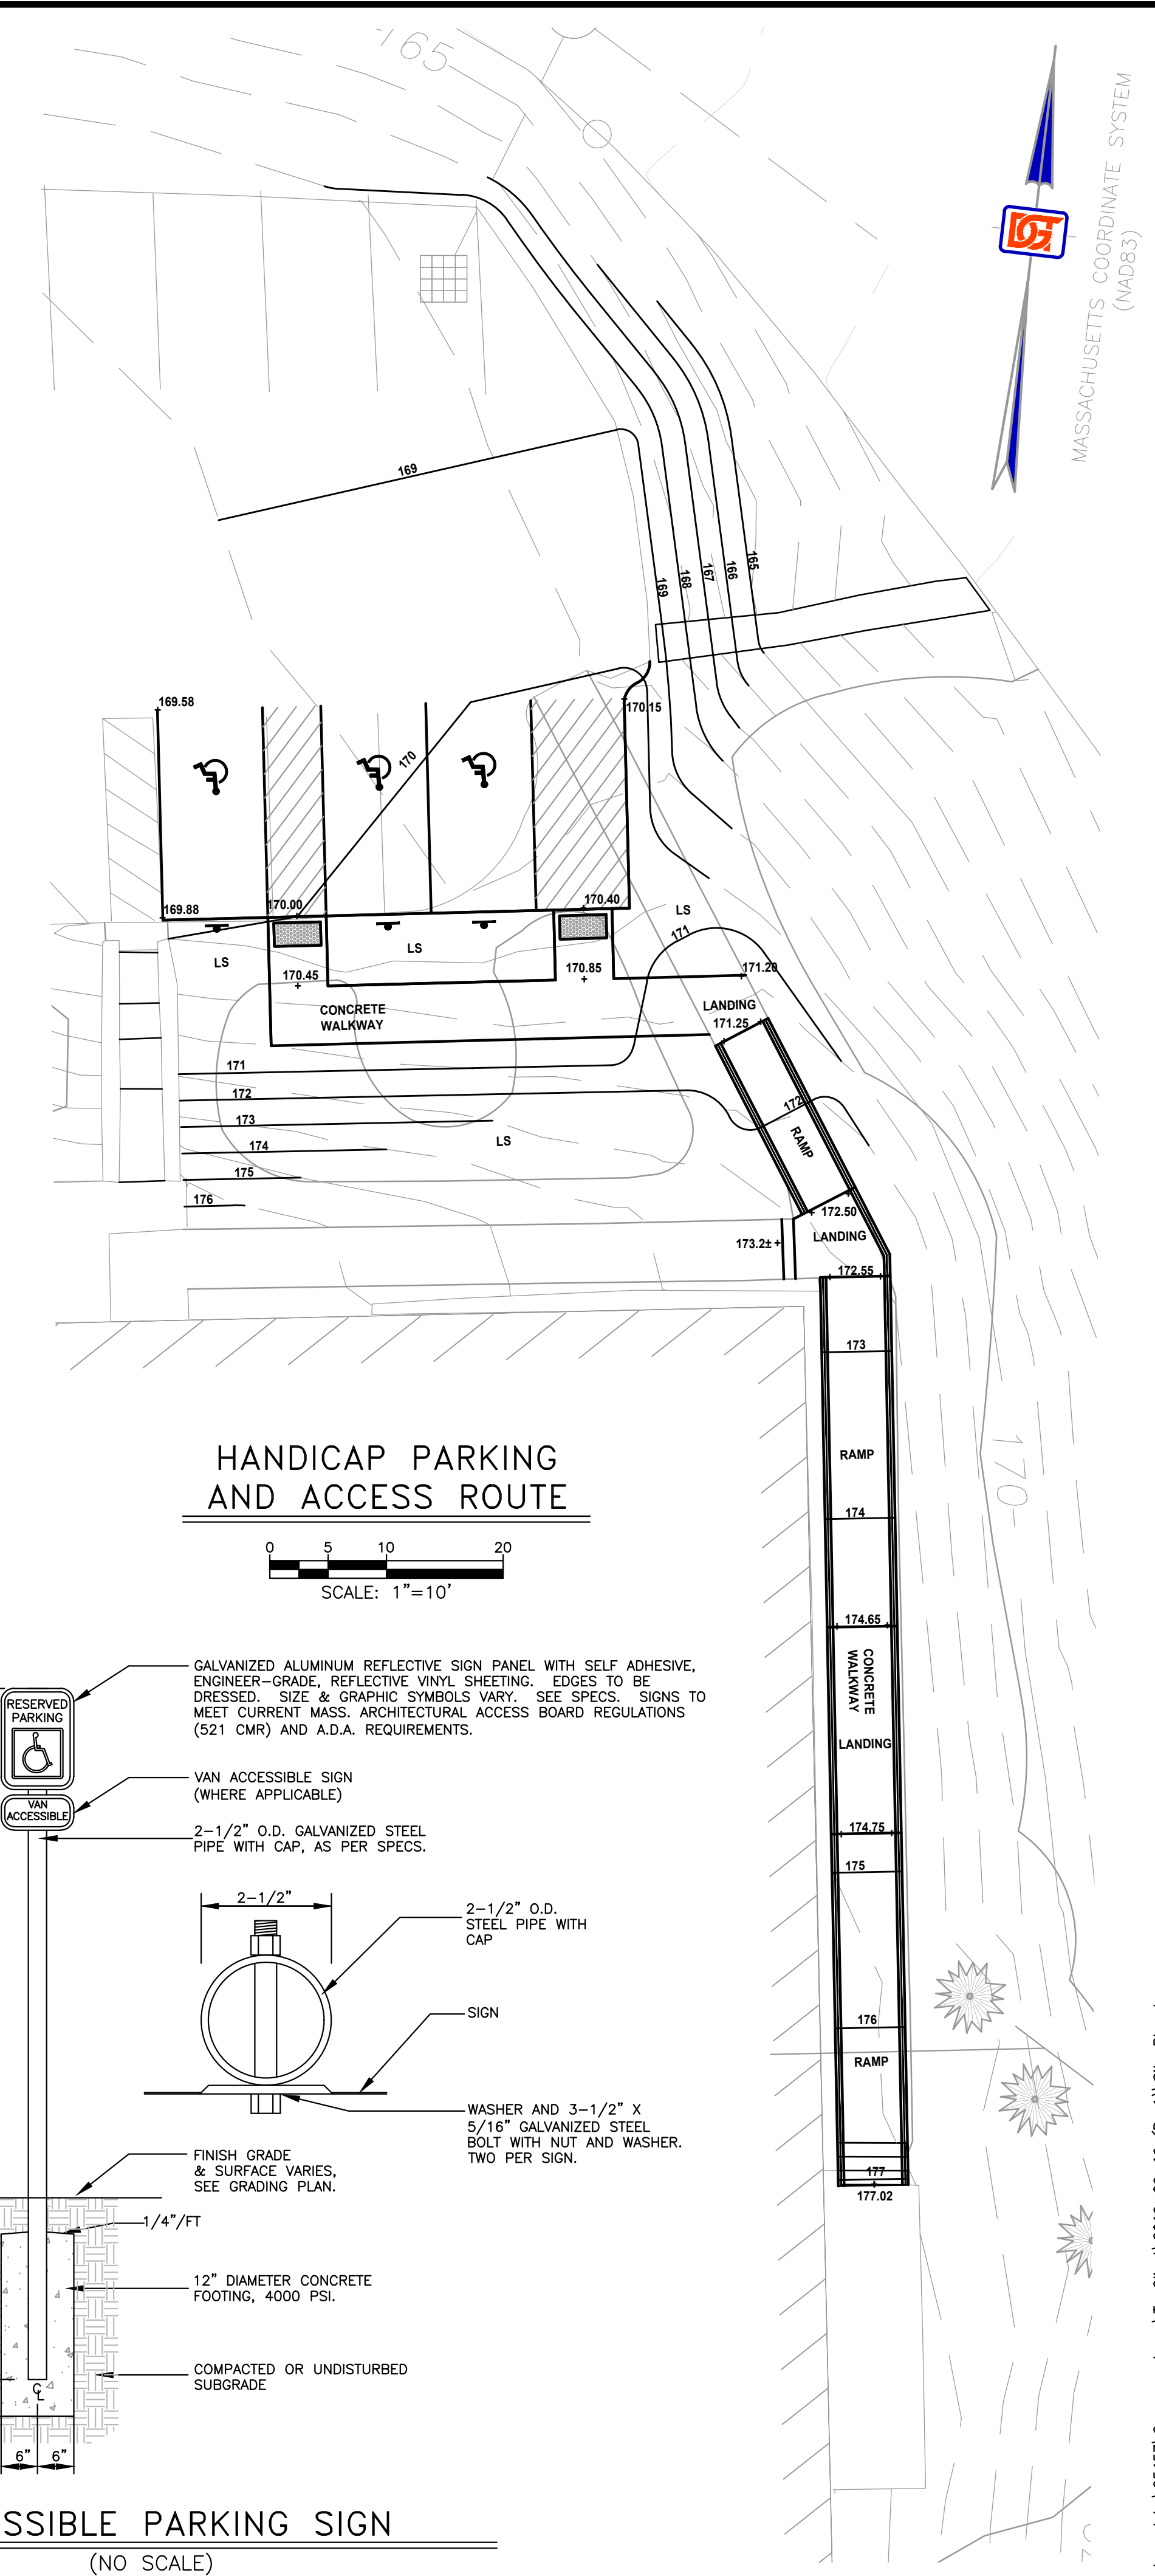 165
MASSACHUSETTS COORDINATE SYSTEM
(NAD83)
DGT
169
169
168
167
166
165
169.58
170.15
170
169.88
170.00
170.40
LS
LS
LS
171
170.45
170.85
171.20
CONCRETE
WALKWAY
LANDING
171.25
171
172
172
173
174
LS
RAMP
175
176
172.50
LANDING
173.2±
172.55
173
HANDICAP PARKING
AND ACCESS ROUTE
RAMP
170
174
0 5 10 20
SCALE: 1"=10'
174.65
CONCRETE
WALKWAY
LANDING
174.75
175
176
RAMP
177
177.02
RESERVED
PARKING
VAN
ACCESSIBLE
GALVANIZED ALUMINUM REFLECTIVE SIGN PANEL WITH SELF ADHESIVE,
ENGINEER-GRADE, REFLECTIVE VINYL SHEETING. EDGES TO BE
DRESSED. SIZE & GRAPHIC SYMBOLS VARY. SEE SPECS. SIGNS TO
MEET CURRENT MASS. ARCHITECTURAL ACCESS BOARD REGULATIONS
(521 CMR) AND A.D.A. REQUIREMENTS.
VAN ACCESSIBLE SIGN
(WHERE APPLICABLE)
2-1/2" O.D. GALVANIZED STEEL
PIPE WITH CAP, AS PER SPECS.
2-1/2"
2-1/2" O.D.
STEEL PIPE WITH
CAP
SIGN
WASHER AND 3-1/2" X
5/16" GALVANIZED STEEL
BOLT WITH NUT AND WASHER.
TWO PER SIGN.
FINISH GRADE
& SURFACE VARIES,
SEE GRADING PLAN.
1/4"/FT
12" DIAMETER CONCRETE
FOOTING, 4000 PSI.
COMPACTED OR UNDISTURBED
SUBGRADE
CL
6" 6"
SSIBLE PARKING SIGN
(NO SCALE)